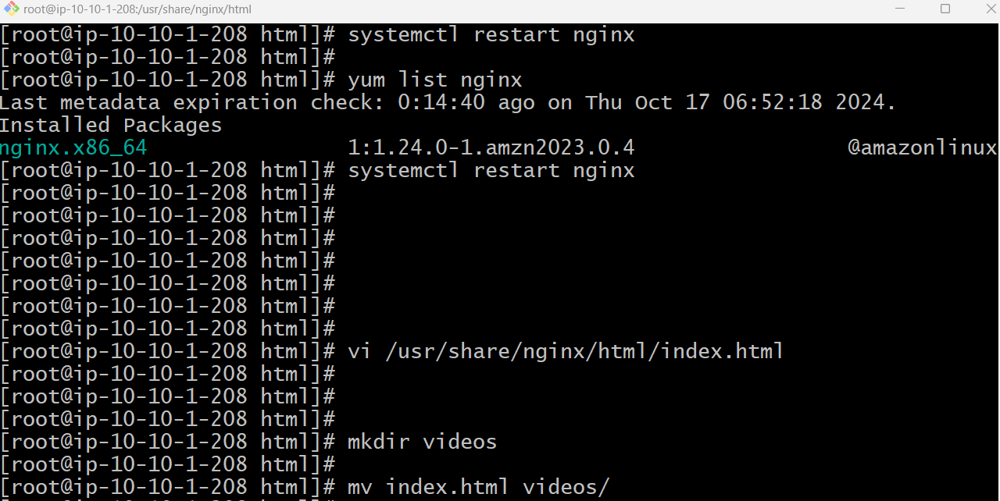 root@ip-10-10-1-208:/usr/share/nginx/html
[root@ip-10-10-1-208 html]# systemctl restart nginx
[root@ip-10-10-1-208 html]#
[root@ip-10-10-1-208 html]# yum list nginx
Last metadata expiration check: 0:14:40 ago on Thu Oct 17 06:52:18 2024.
Installed Packages
nginx.x86_64 1:1.24.0-1.amzn2023.0.4 @amazonlinux
[root@ip-10-10-1-208 html]# systemctl restart nginx
[root@ip-10-10-1-208 html]#
[root@ip-10-10-1-208 html]#
[root@ip-10-10-1-208 html]#
[root@ip-10-10-1-208 html]#
[root@ip-10-10-1-208 html]#
[root@ip-10-10-1-208 html]#
[root@ip-10-10-1-208 html]#
[root@ip-10-10-1-208 html]# vi /usr/share/nginx/html/index.html
[root@ip-10-10-1-208 html]#
[root@ip-10-10-1-208 html]#
[root@ip-10-10-1-208 html]#
[root@ip-10-10-1-208 html]# mkdir videos
[root@ip-10-10-1-208 html]#
[root@ip-10-10-1-208 html]# mv index.html videos/